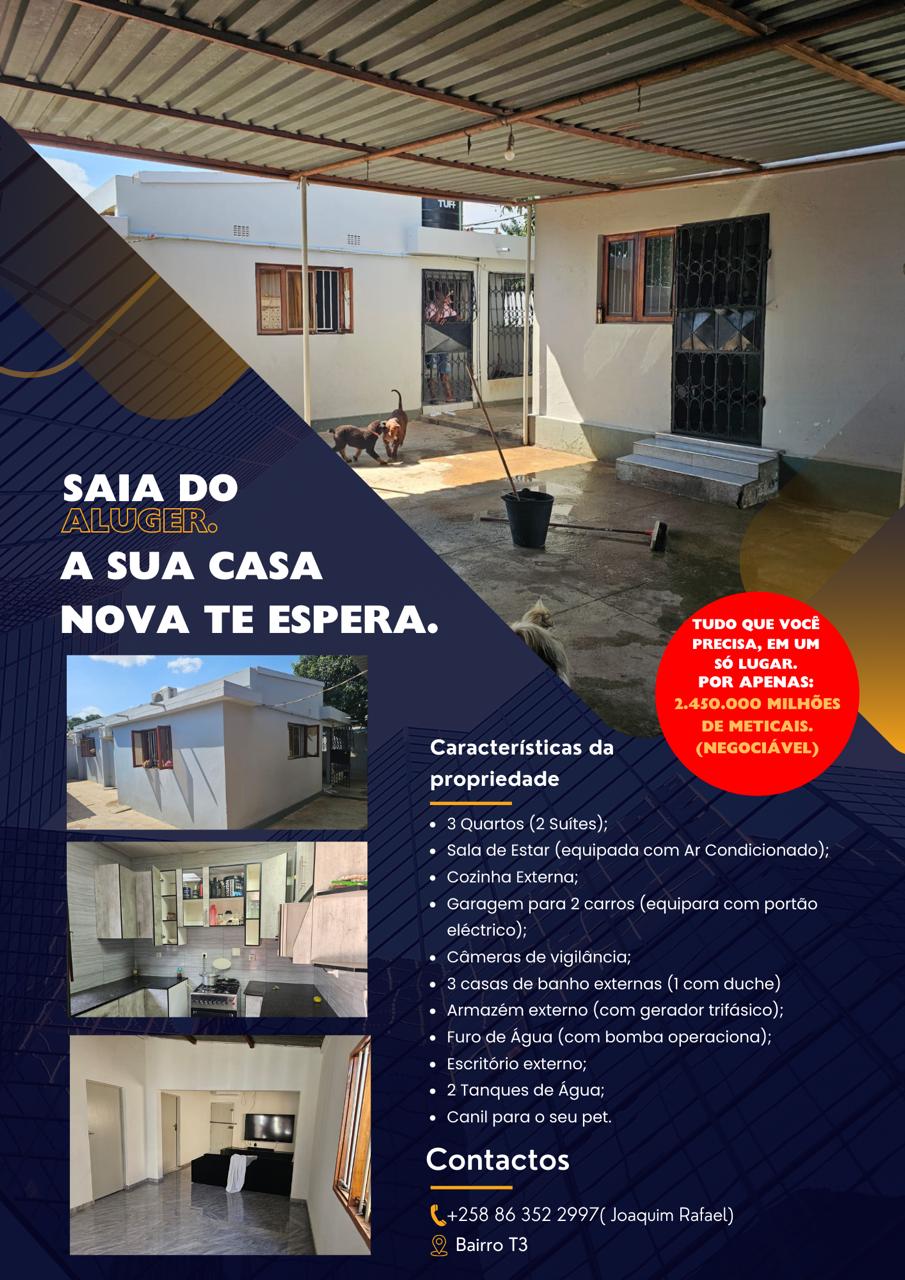 TUFF
SAIA DO
ALUGER.
A SUA CASA
NOVA TE ESPERA.
TUDO QUE VOCÊ
PRECISA, EM UM
SÓ LUGAR.
POR APENAS:
2.450.000 MILHÕES
DE METICAIS.
(NEGOCIÁVEL)
Características da
propriedade
• 3 Quartos (2 Suítes);
• Sala de Estar (equipada com Ar Condicionado);
• Cozinha Externa;
• Garagem para 2 carros (equipara com portão
eléctrico);
• Câmeras de vigilância;
• 3 casas de banho externas (1 com duche)
• Armazém externo (com gerador trifásico);
• Furo de Água (com bomba operaciona);
• Escritório externo;
• 2 Tanques de Água;
• Canil para o seu pet.
Contactos
+258 86 352 2997( Joaquim Rafael)
Bairro T3